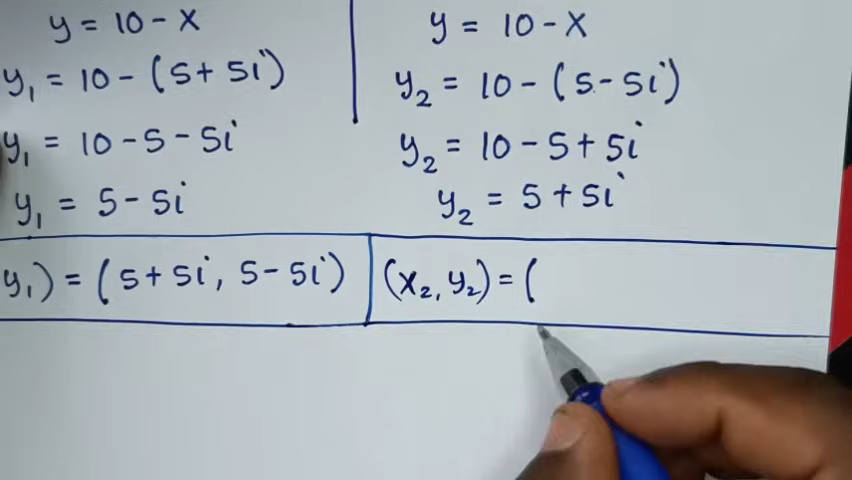 y = 10 - x
y₁ = 10 - (5 + 5i)
y₁ = 10 - 5 - 5i
y₁ = 5 - 5i
y = 10 - x
y₂ = 10 - (5 - 5i)
y₂ = 10 - 5 + 5i
y₂ = 5 + 5i
y₁) = (5 + 5i, 5 - 5i)
(x₂, y₂) = (